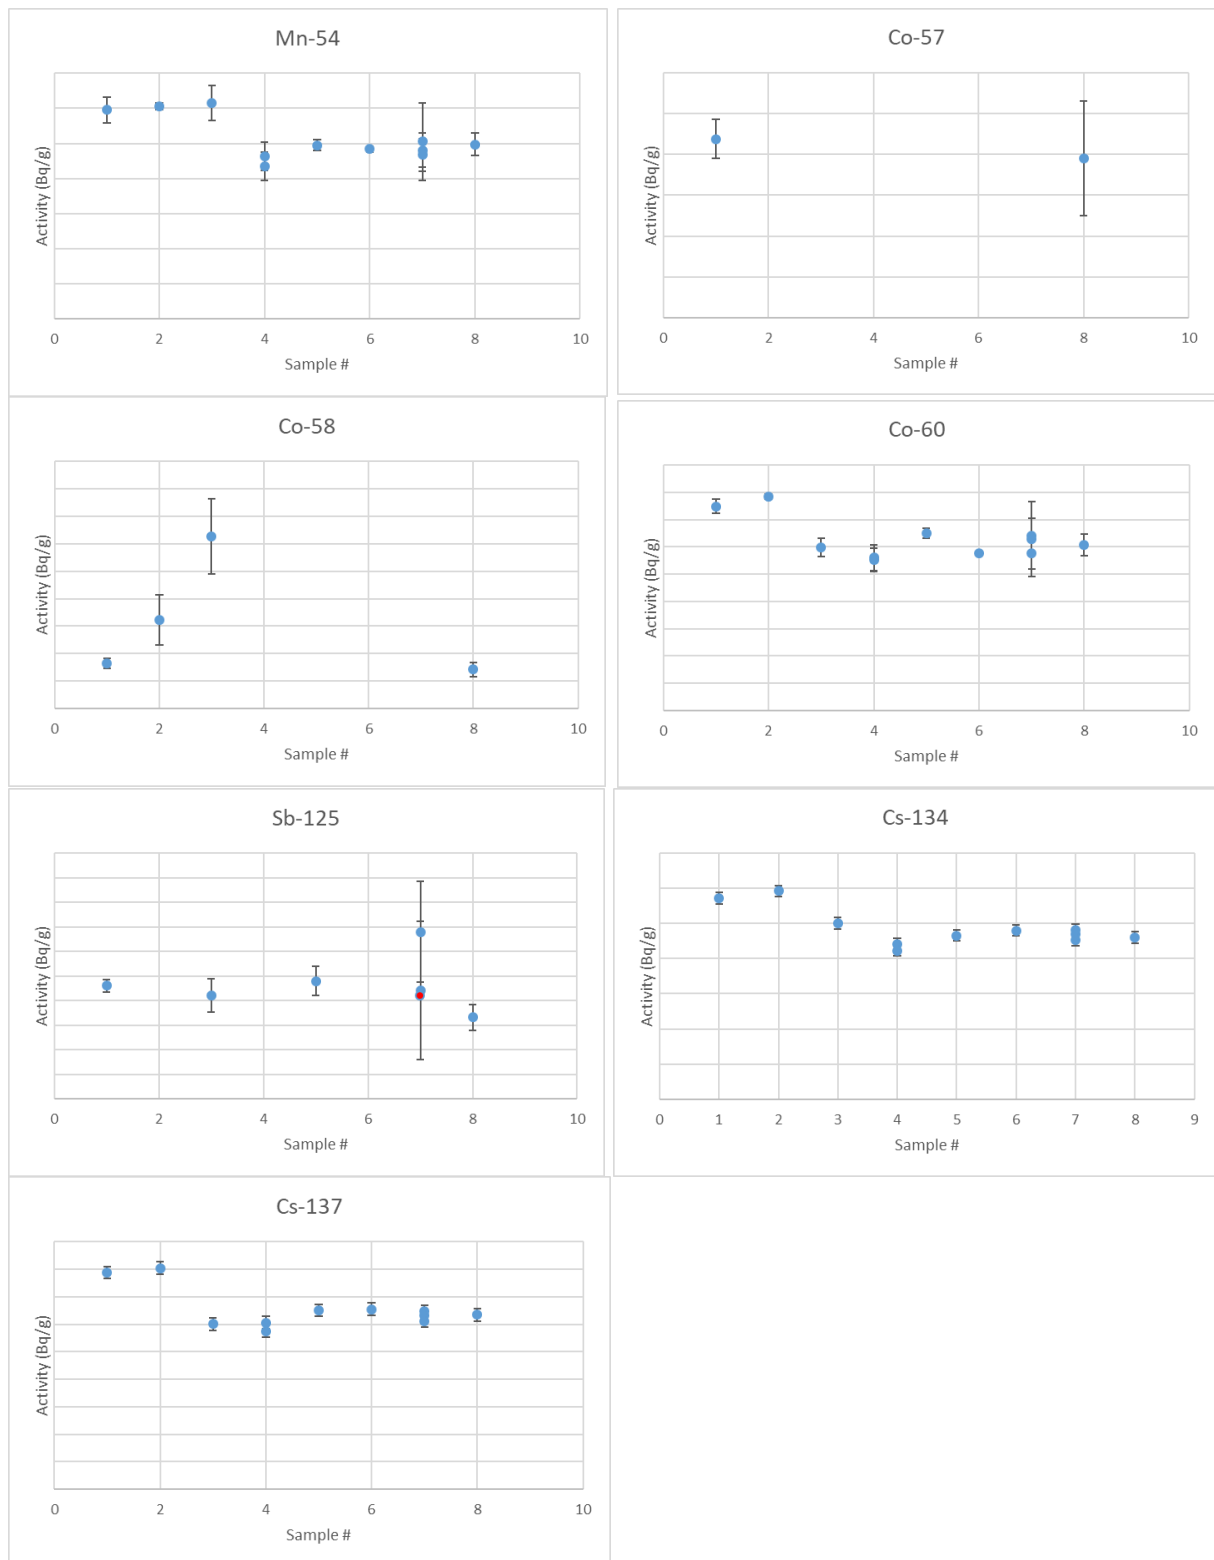 Mn-54
Activity (Bq/g)
0 2 4 6 8 10
Sample #
Co-57
Activity (Bq/g)
0 2 4 6 8 10
Sample #
Co-58
Activity (Bq/g)
0 2 4 6 8 10
Sample #
Co-60
Activity (Bq/g)
0 2 4 6 8 10
Sample #
Sb-125
Activity (Bq/g)
0 2 4 6 8 10
Sample #
Cs-134
Activity (Bq/g)
0 1 2 3 4 5 6 7 8 9
Sample #
Cs-137
Activity (Bq/g)
0 2 4 6 8 10
Sample #